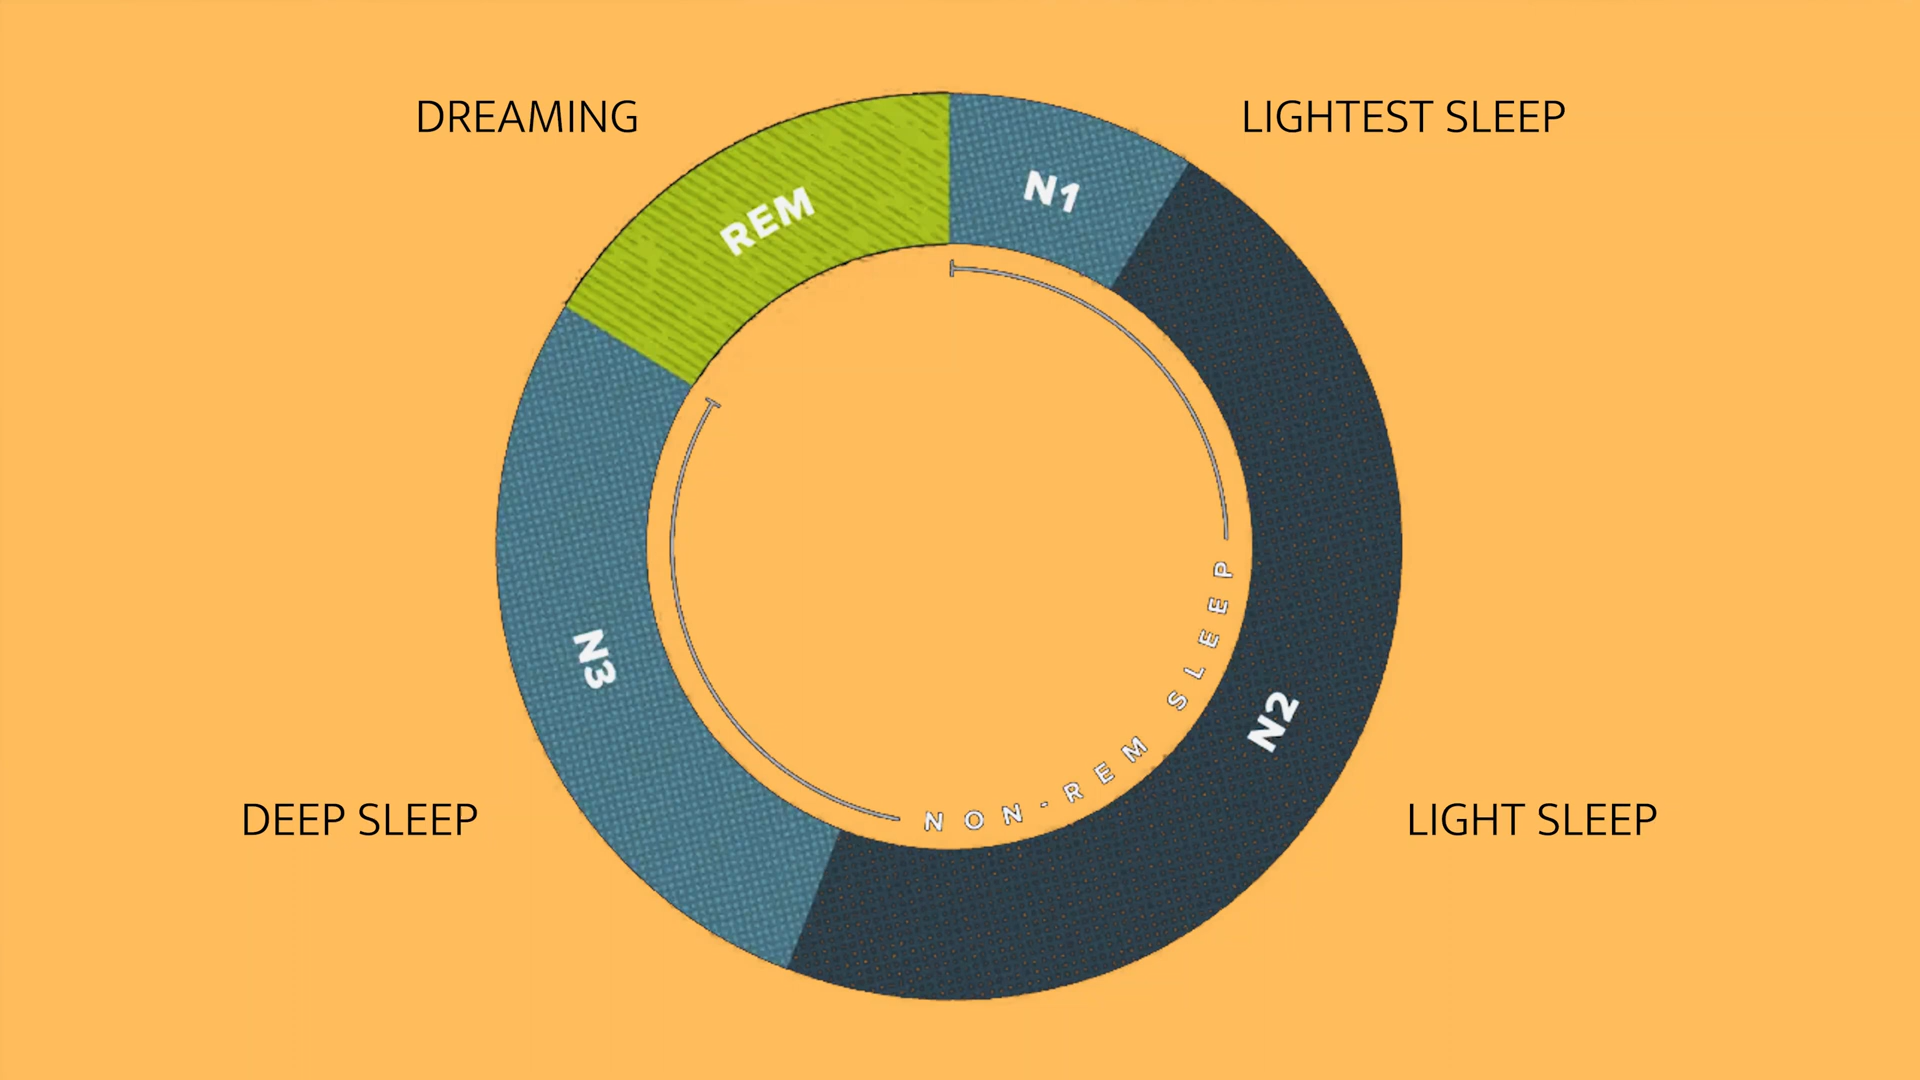 DREAMING
LIGHTEST SLEEP
REM
N1
N3
N2
NON-REM SLEEP
DEEP SLEEP
LIGHT SLEEP